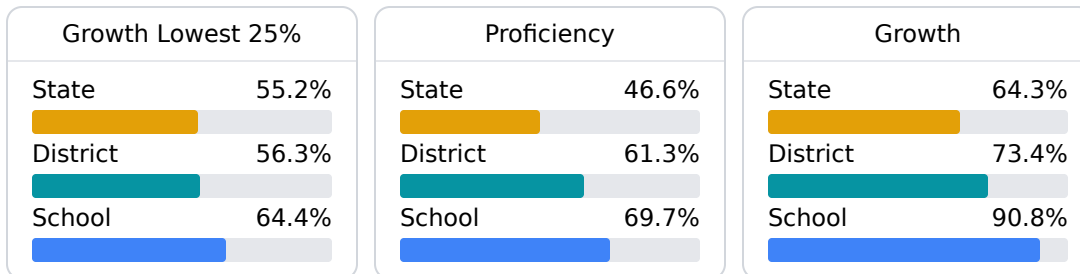 Growth Lowest 25%
State 55.2%
District 56.3%
School 64.4%
Proficiency
State 46.6%
District 61.3%
School 69.7%
Growth
State 64.3%
District 73.4%
School 90.8%